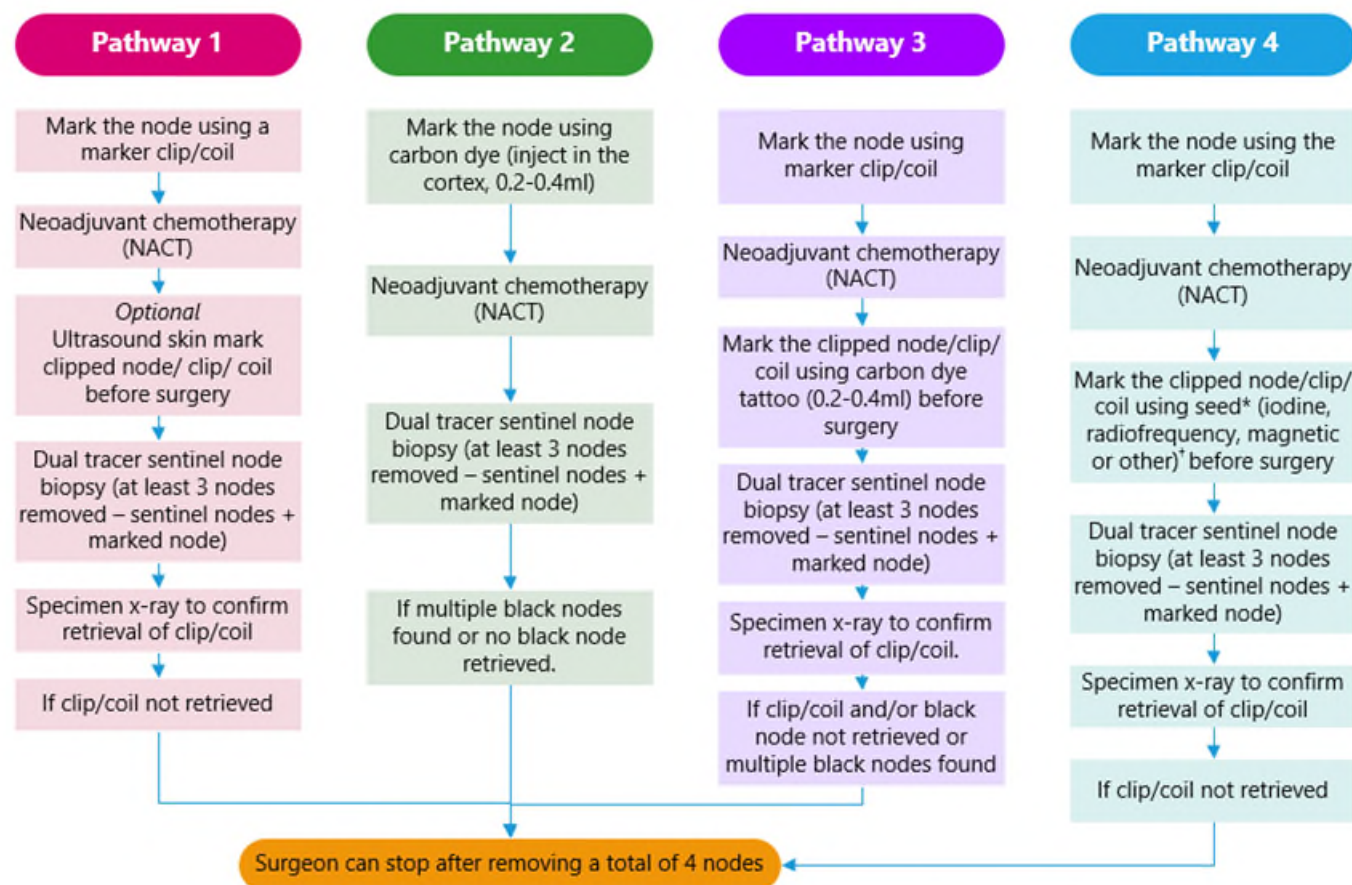 Pathway 1
Mark the node using a
marker clip/coil
Neoadjuvant chemotherapy
(NACT)
Optional
Ultrasound skin mark
clipped node/ clip/ coil
before surgery
Dual tracer sentinel node
biopsy (at least 3 nodes
removed – sentinel nodes +
marked node)
Specimen x-ray to confirm
retrieval of clip/coil
If clip/coil not retrieved
Pathway 2
Mark the node using
carbon dye (inject in the
cortex, 0.2-0.4ml)
Neoadjuvant chemotherapy
(NACT)
Dual tracer sentinel node
biopsy (at least 3 nodes
removed – sentinel nodes +
marked node)
If multiple black nodes
found or no black node
retrieved.
Pathway 3
Mark the node using
marker clip/coil
Neoadjuvant chemotherapy
(NACT)
Mark the clipped node/clip/
coil using carbon dye
tattoo (0.2-0.4ml) before
surgery
Dual tracer sentinel node
biopsy (at least 3 nodes
removed – sentinel nodes +
marked node)
Specimen x-ray to confirm
retrieval of clip/coil.
If clip/coil and/or black
node not retrieved or
multiple black nodes found
Pathway 4
Mark the node using the
marker clip/coil
Neoadjuvant chemotherapy
(NACT)
Mark the clipped node/clip/
coil using seed* (iodine,
radiofrequency, magnetic
or other)† before surgery
Dual tracer sentinel node
biopsy (at least 3 nodes
removed – sentinel nodes +
marked node)
Specimen x-ray to confirm
retrieval of clip/coil
If clip/coil not retrieved
Surgeon can stop after removing a total of 4 nodes